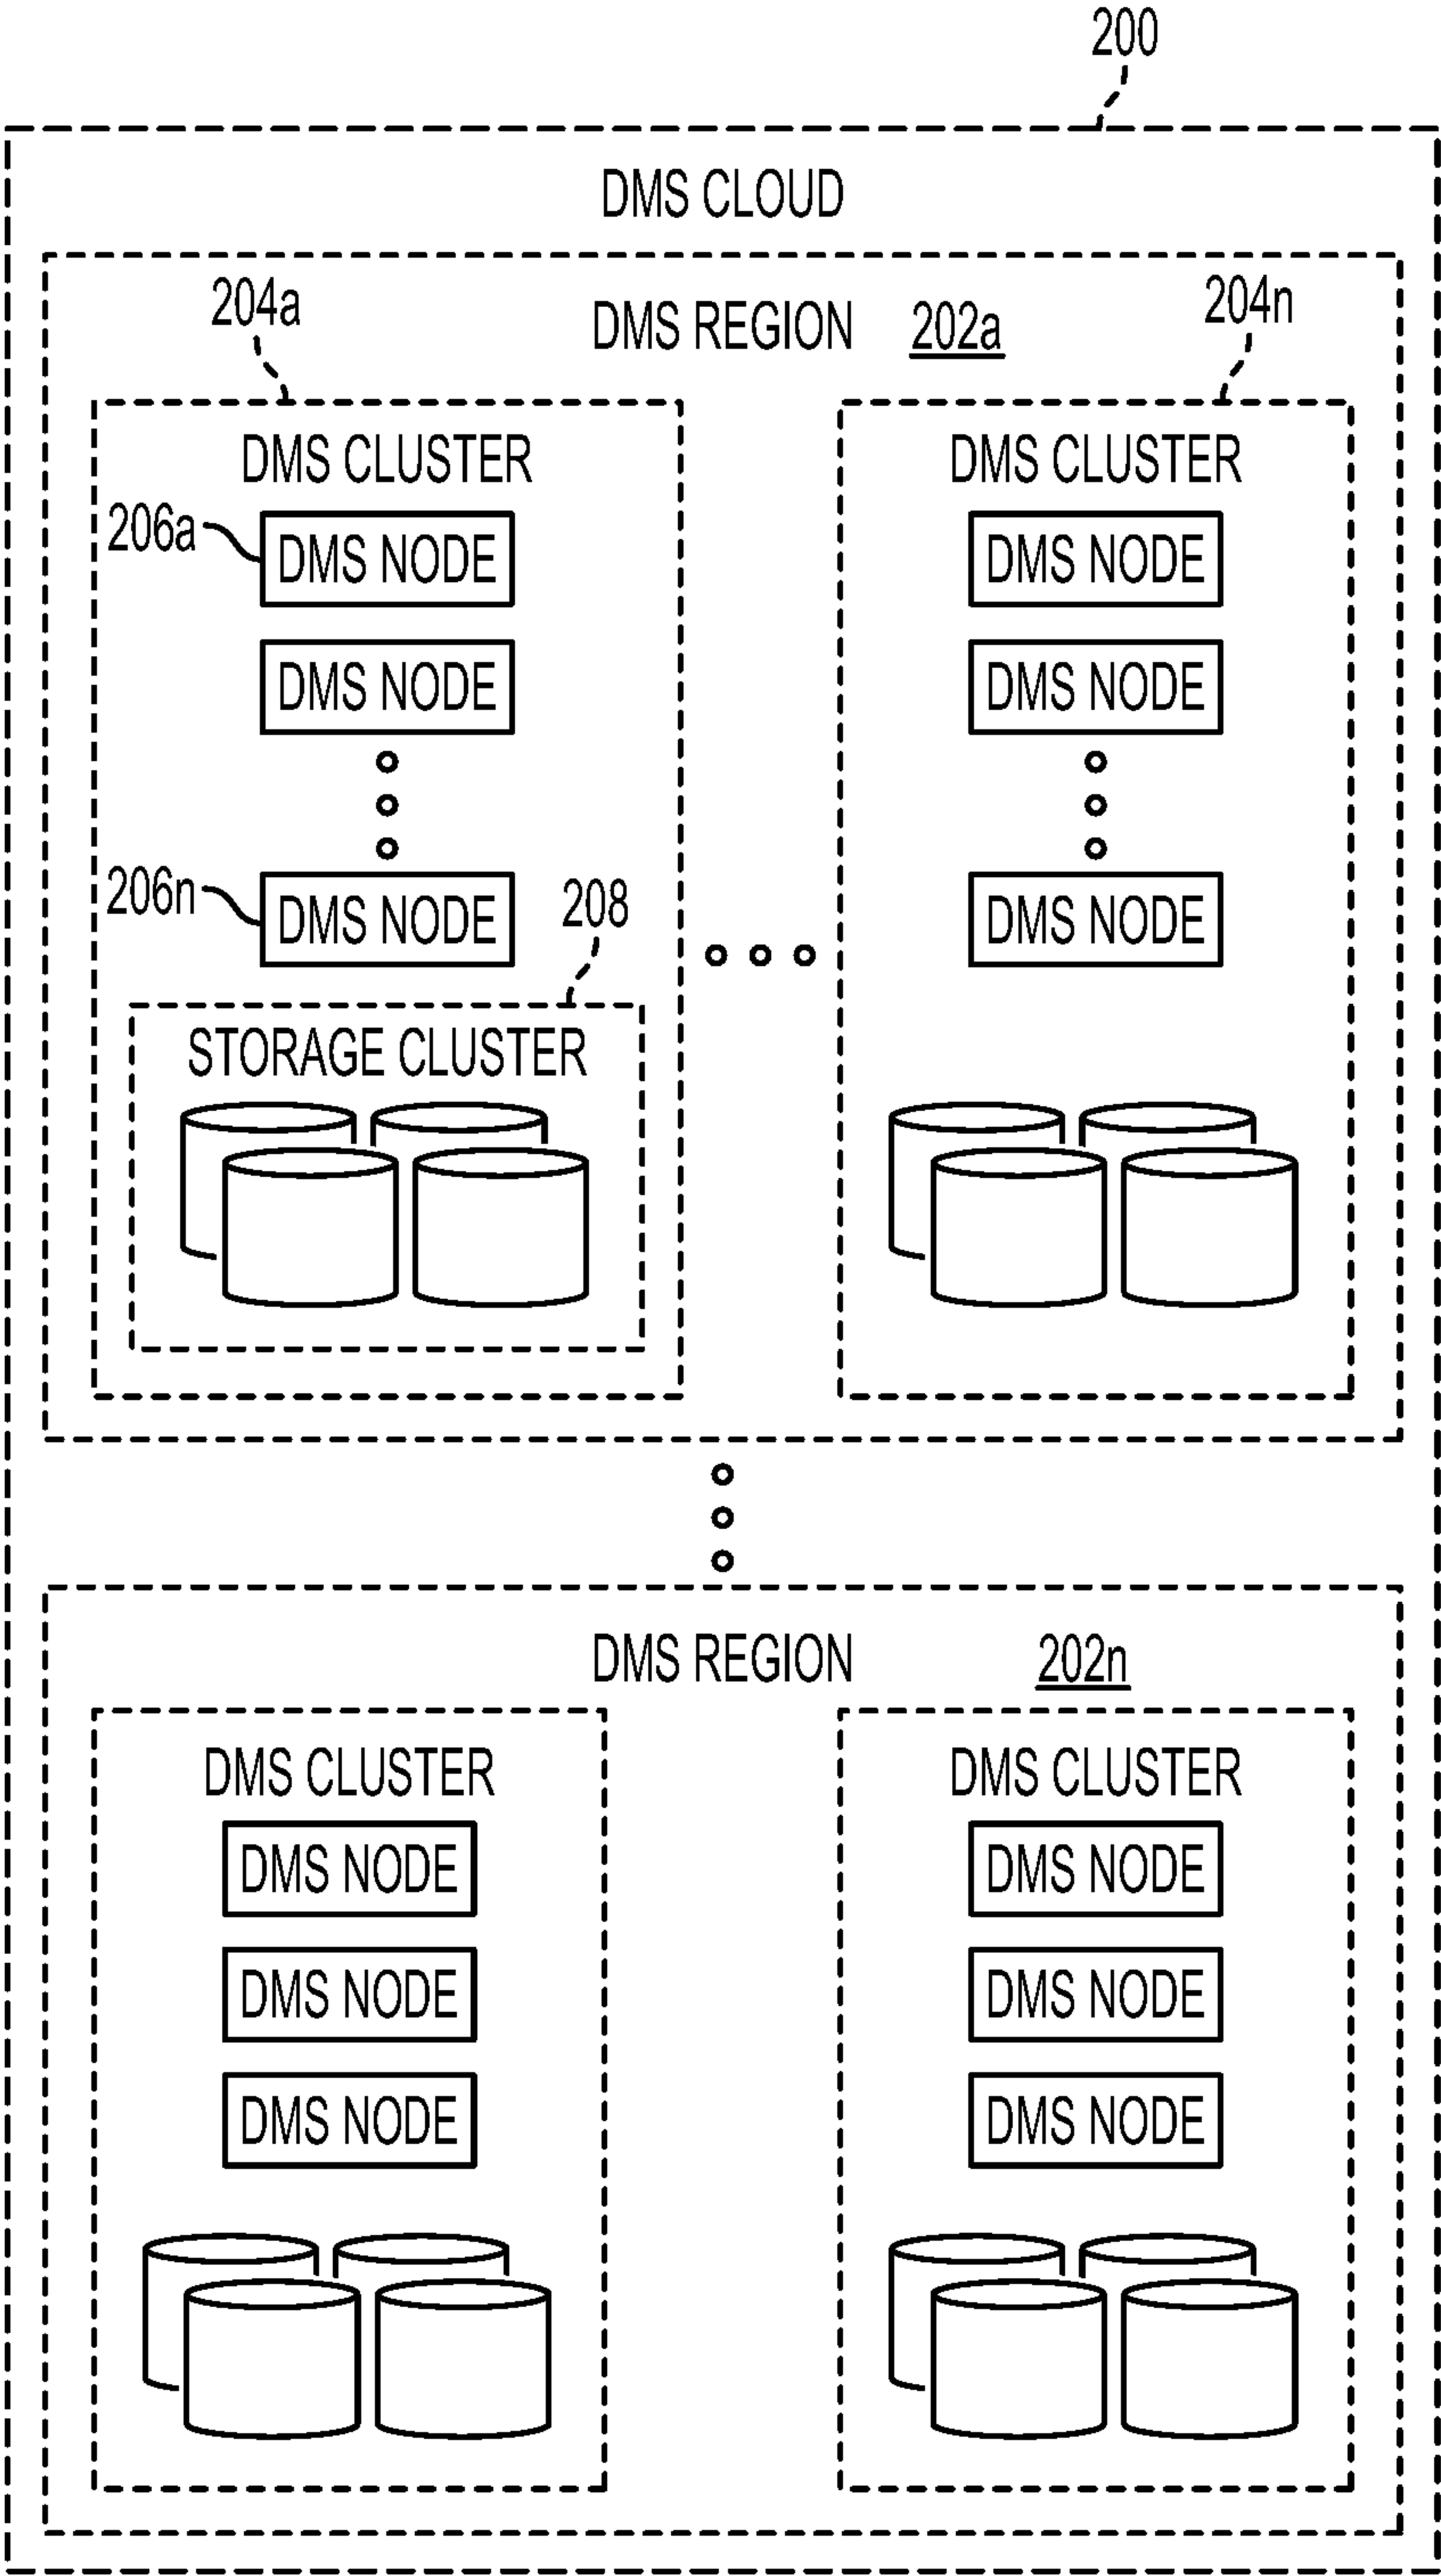 200
DMS CLOUD
204a
DMS REGION 202a
204n
DMS CLUSTER
206a
DMS NODE
DMS NODE
206n
DMS NODE
208
STORAGE CLUSTER
DMS CLUSTER
DMS NODE
DMS NODE
DMS NODE
DMS REGION 202n
DMS CLUSTER
DMS NODE
DMS NODE
DMS NODE
DMS CLUSTER
DMS NODE
DMS NODE
DMS NODE